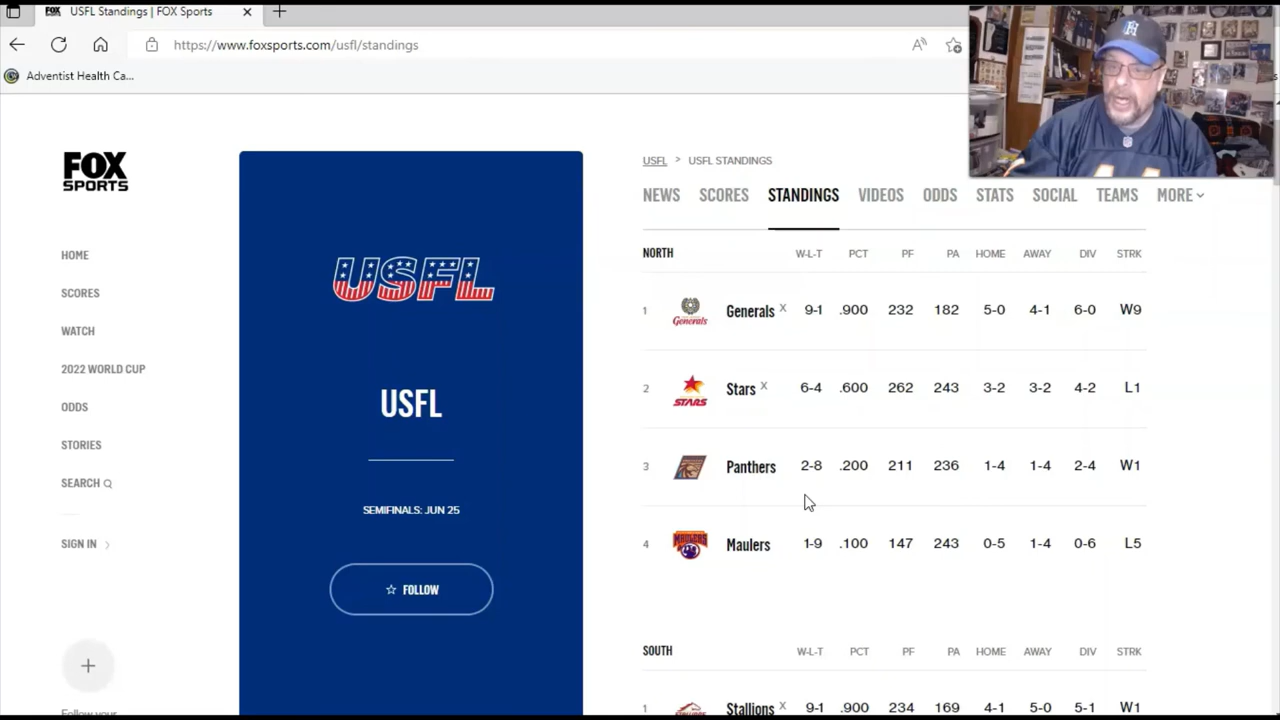 USFL Standings | FOX Sports
https://www.foxsports.com/usfl/standings
Adventist Health Ca...
FOX
SPORTS
HOME
SCORES
WATCH
2022 WORLD CUP
ODDS
STORIES
SEARCH
SIGN IN
Follow your
USFL
USFL
SEMIFINALS: JUN 25
FOLLOW
USFL > USFL STANDINGS
NEWS SCORES STANDINGS VIDEOS ODDS STATS SOCIAL TEAMS MORE
NORTH W-L-T PCT PF PA HOME AWAY DIV STRK
1 Generals Generals X 9-1 .900 232 182 5-0 4-1 6-0 W9
2 STARS Stars X 6-4 .600 262 243 3-2 3-2 4-2 L1
3 Panthers 2-8 .200 211 236 1-4 1-4 2-4 W1
4 MAULERS Maulers 1-9 .100 147 243 0-5 1-4 0-6 L5
SOUTH W-L-T PCT PF PA HOME AWAY DIV STRK
1 Stallions X 9-1 .900 234 169 4-1 5-0 5-1 W1